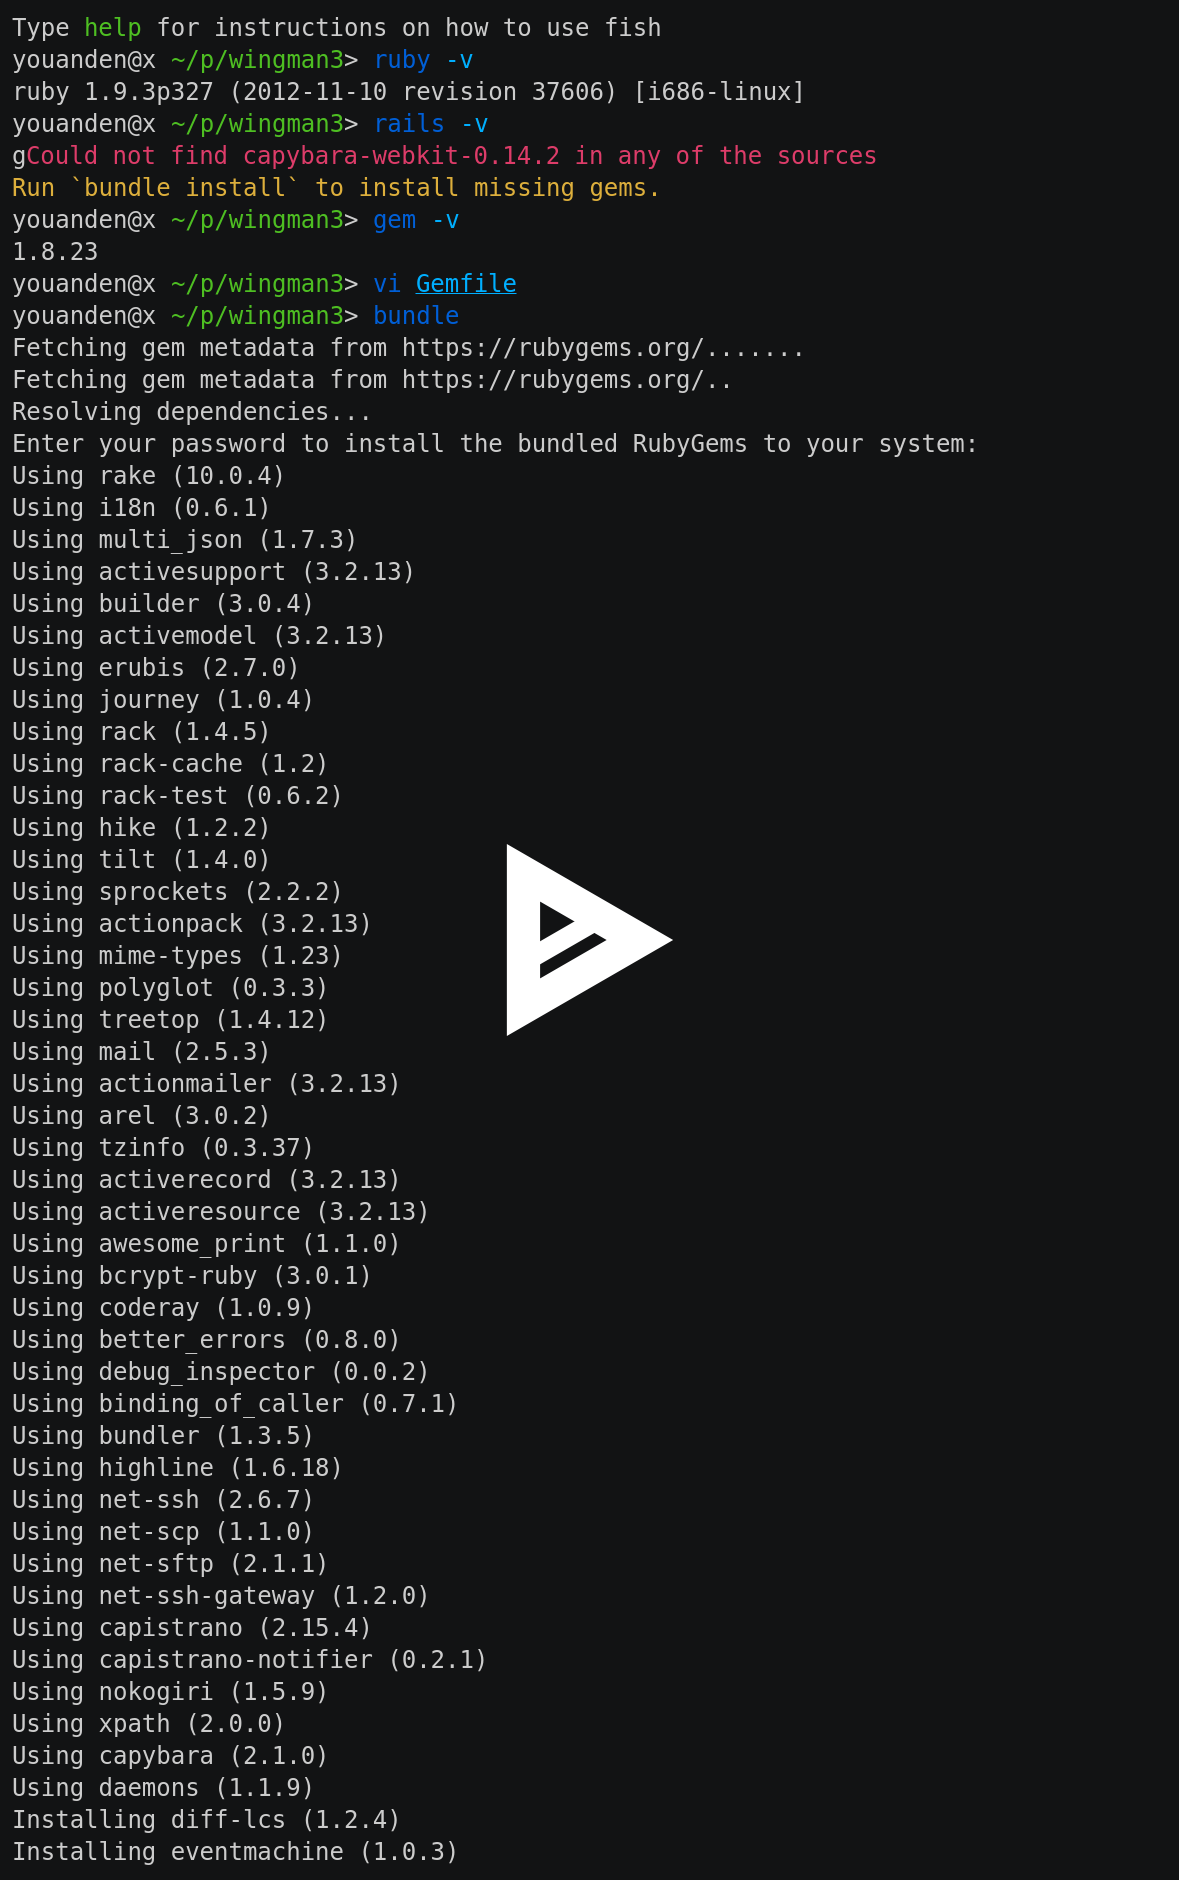 Type help for instructions on how to use fish
youanden@x ~/p/wingman3> ruby -v
ruby 1.9.3p327 (2012-11-10 revision 37606) [i686-linux]
youanden@x ~/p/wingman3> rails -v
gCould not find capybara-webkit-0.14.2 in any of the sources
Run `bundle install` to install missing gems.
youanden@x ~/p/wingman3> gem -v
1.8.23
youanden@x ~/p/wingman3> vi Gemfile
youanden@x ~/p/wingman3> bundle
Fetching gem metadata from https://rubygems.org/.......
Fetching gem metadata from https://rubygems.org/..
Resolving dependencies...
Enter your password to install the bundled RubyGems to your system:
Using rake (10.0.4)
Using i18n (0.6.1)
Using multi_json (1.7.3)
Using activesupport (3.2.13)
Using builder (3.0.4)
Using activemodel (3.2.13)
Using erubis (2.7.0)
Using journey (1.0.4)
Using rack (1.4.5)
Using rack-cache (1.2)
Using rack-test (0.6.2)
Using hike (1.2.2)
Using tilt (1.4.0)
Using sprockets (2.2.2)
Using actionpack (3.2.13)
Using mime-types (1.23)
Using polyglot (0.3.3)
Using treetop (1.4.12)
Using mail (2.5.3)
Using actionmailer (3.2.13)
Using arel (3.0.2)
Using tzinfo (0.3.37)
Using activerecord (3.2.13)
Using activeresource (3.2.13)
Using awesome_print (1.1.0)
Using bcrypt-ruby (3.0.1)
Using coderay (1.0.9)
Using better_errors (0.8.0)
Using debug_inspector (0.0.2)
Using binding_of_caller (0.7.1)
Using bundler (1.3.5)
Using highline (1.6.18)
Using net-ssh (2.6.7)
Using net-scp (1.1.0)
Using net-sftp (2.1.1)
Using net-ssh-gateway (1.2.0)
Using capistrano (2.15.4)
Using capistrano-notifier (0.2.1)
Using nokogiri (1.5.9)
Using xpath (2.0.0)
Using capybara (2.1.0)
Using daemons (1.1.9)
Installing diff-lcs (1.2.4)
Installing eventmachine (1.0.3)